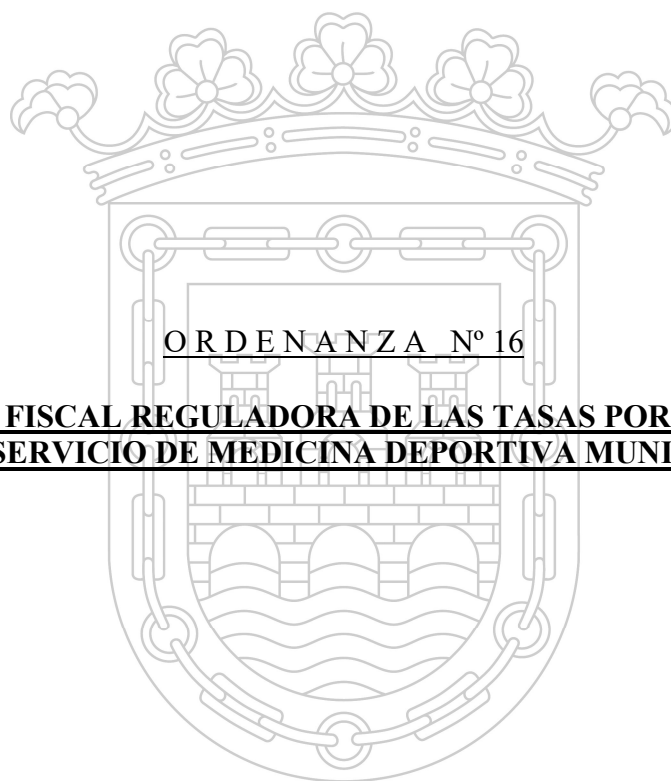 O R D E N A N Z A Nº 16
FISCAL REGULADORA DE LAS TASAS POR
SERVICIO DE MEDICINA DEPORTIVA